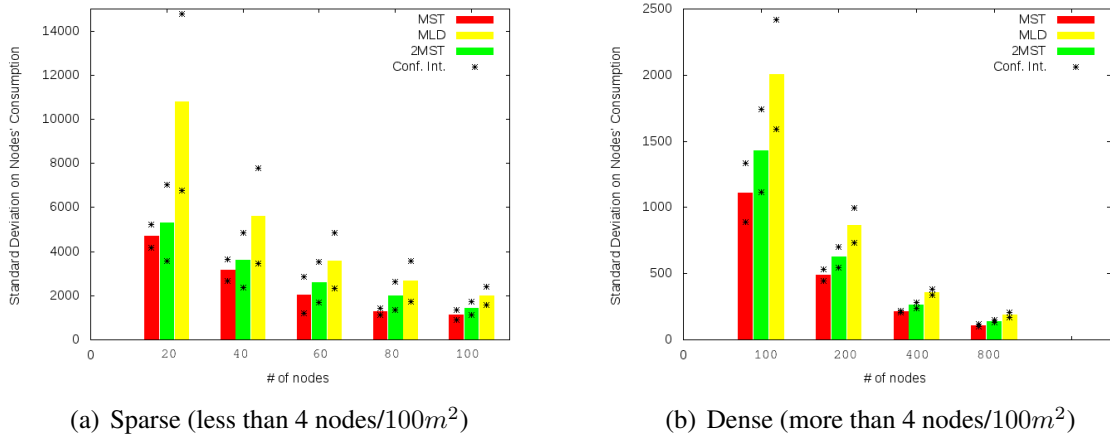 Standard Deviation on Nodes' Consumption
14000
12000
10000
8000
6000
4000
2000
0
MST
MLD
2MST
Conf. Int.
0 20 40 60 80 100
# of nodes
(a) Sparse (less than 4 nodes/100m²)
Standard Deviation on Nodes' Consumption
2500
2000
1500
1000
500
0
MST
MLD
2MST
Conf. Int.
0 100 200 400 800
# of nodes
(b) Dense (more than 4 nodes/100m²)